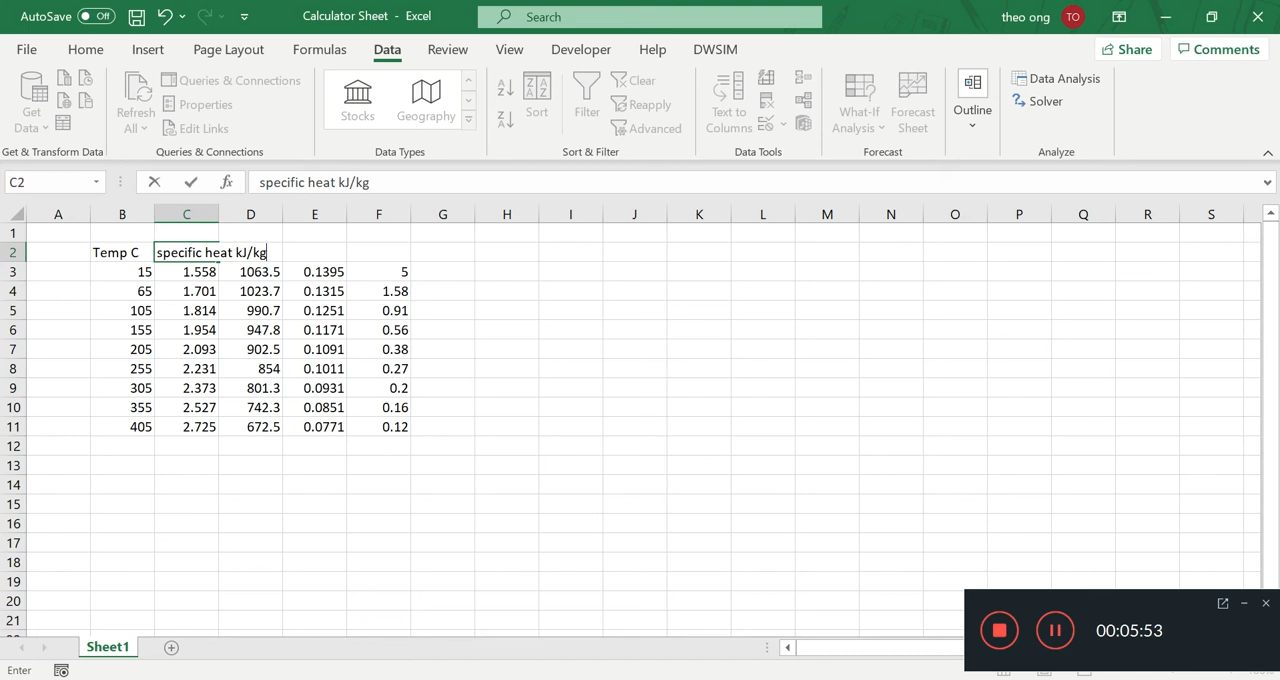 AutoSave Off Calculator Sheet - Excel Search theo ong TO
File Home Insert Page Layout Formulas Data Review View Developer Help DWSIM Share Comments
Get Data Refresh All Queries & Connections Properties Edit Links Stocks Geography Sort Filter Clear Reapply Advanced Text to Columns What-If Analysis Forecast Sheet Outline Data Analysis Solver
Get & Transform Data Queries & Connections Data Types Sort & Filter Data Tools Forecast Analyze
C2 fx specific heat kJ/kg
A B C D E F G H I J K L M N O P Q R S
1
2 Temp C specific heat kJ/kg
3 15 1.558 1063.5 0.1395 5
4 65 1.701 1023.7 0.1315 1.58
5 105 1.814 990.7 0.1251 0.91
6 155 1.954 947.8 0.1171 0.56
7 205 2.093 902.5 0.1091 0.38
8 255 2.231 854 0.1011 0.27
9 305 2.373 801.3 0.0931 0.2
10 355 2.527 742.3 0.0851 0.16
11 405 2.725 672.5 0.0771 0.12
12
13
14
15
16
17
18
19
20
21
00:05:53
Sheet1
Enter